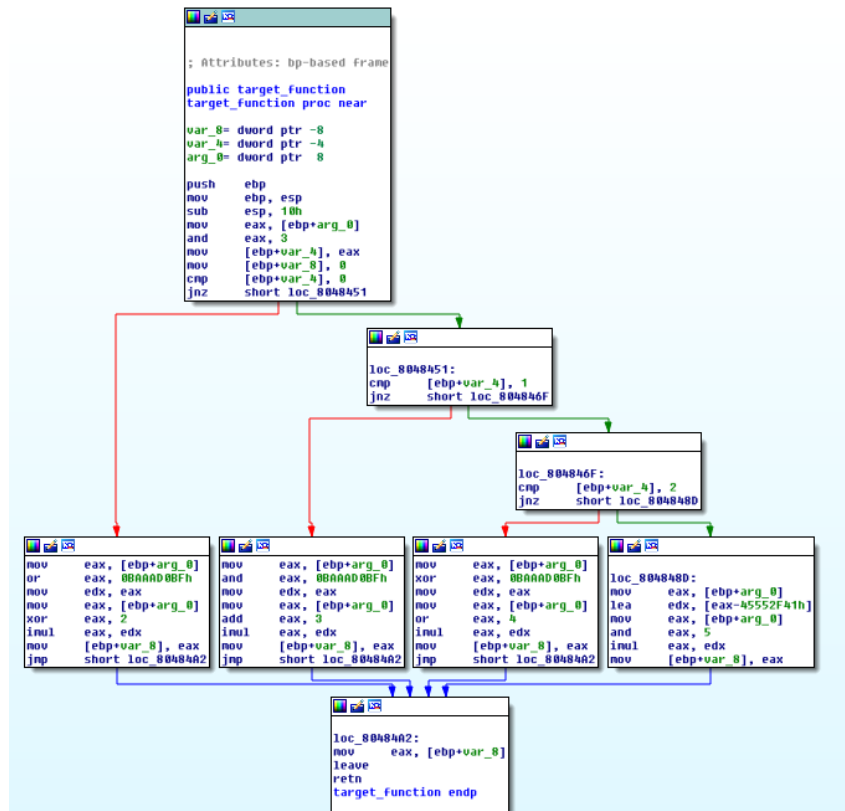 ; Attributes: bp-based frame
public target_function
target_function proc near
var_8= dword ptr -8
var_4= dword ptr -4
arg_0= dword ptr  8
push    ebp
mov     ebp, esp
sub     esp, 10h
mov     eax, [ebp+arg_0]
and     eax, 3
mov     [ebp+var_4], eax
mov     [ebp+var_8], 0
cmp     [ebp+var_4], 0
jnz     short loc_8048451
loc_8048451:
cmp     [ebp+var_4], 1
jnz     short loc_804846F
loc_804846F:
cmp     [ebp+var_4], 2
jnz     short loc_804848D
mov     eax, [ebp+arg_0]
or      eax, 0BAAAD0BFh
mov     edx, eax
mov     eax, [ebp+arg_0]
xor     eax, 2
imul    eax, edx
mov     [ebp+var_8], eax
jmp     short loc_80484A2
mov     eax, [ebp+arg_0]
and     eax, 0BAAAD0BFh
mov     edx, eax
mov     eax, [ebp+arg_0]
add     eax, 3
imul    eax, edx
mov     [ebp+var_8], eax
jmp     short loc_80484A2
mov     eax, [ebp+arg_0]
xor     eax, 0BAAAD0BFh
mov     edx, eax
mov     eax, [ebp+arg_0]
or      eax, 4
imul    eax, edx
mov     [ebp+var_8], eax
jmp     short loc_80484A2
loc_804848D:
mov     eax, [ebp+arg_0]
lea     edx, [eax-45552F41h]
mov     eax, [ebp+arg_0]
and     eax, 5
imul    eax, edx
mov     [ebp+var_8], eax
loc_80484A2:
mov     eax, [ebp+var_8]
leave
retn
target_function endp